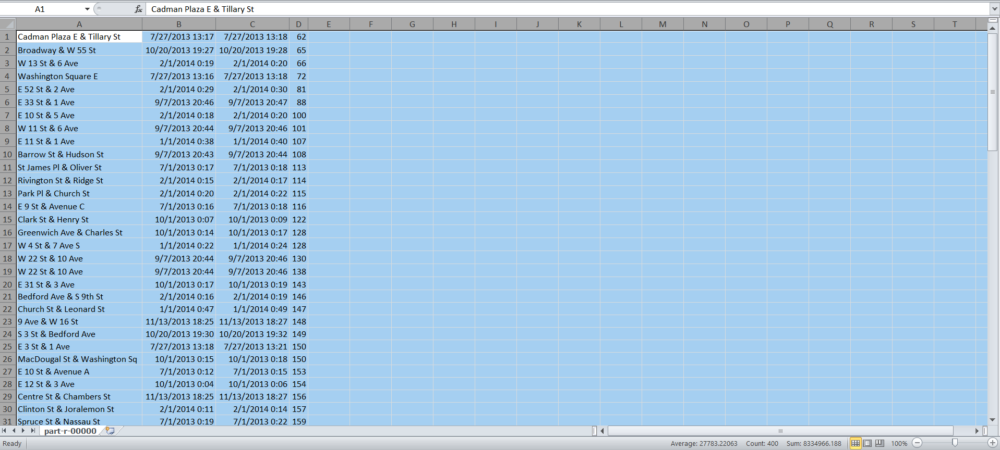 A1 fx Cadman Plaza E & Tillary St
A B C D E F G H I J K L M N O P Q R S T
1 Cadman Plaza E & Tillary St 7/27/2013 13:17 7/27/2013 13:18 62
2 Broadway & W 55 St 10/20/2013 19:27 10/20/2013 19:28 65
3 W 13 St & 6 Ave 2/1/2014 0:19 2/1/2014 0:20 66
4 Washington Square E 7/27/2013 13:16 7/27/2013 13:18 72
5 E 52 St & 2 Ave 2/1/2014 0:29 2/1/2014 0:30 81
6 E 33 St & 1 Ave 9/7/2013 20:46 9/7/2013 20:47 88
7 E 10 St & 5 Ave 2/1/2014 0:18 2/1/2014 0:20 100
8 W 11 St & 6 Ave 9/7/2013 20:44 9/7/2013 20:46 101
9 E 11 St & 1 Ave 1/1/2014 0:38 1/1/2014 0:40 107
10 Barrow St & Hudson St 9/7/2013 20:43 9/7/2013 20:44 108
11 St James Pl & Oliver St 7/1/2013 0:17 7/1/2013 0:18 113
12 Rivington St & Ridge St 2/1/2014 0:15 2/1/2014 0:17 114
13 Park Pl & Church St 2/1/2014 0:20 2/1/2014 0:22 115
14 E 9 St & Avenue C 7/1/2013 0:16 7/1/2013 0:18 116
15 Clark St & Henry St 10/1/2013 0:07 10/1/2013 0:09 122
16 Greenwich Ave & Charles St 10/1/2013 0:14 10/1/2013 0:17 128
17 W 4 St & 7 Ave S 1/1/2014 0:22 1/1/2014 0:24 128
18 W 22 St & 10 Ave 9/7/2013 20:44 9/7/2013 20:46 130
19 W 22 St & 10 Ave 9/7/2013 20:44 9/7/2013 20:46 138
20 E 31 St & 3 Ave 10/1/2013 0:17 10/1/2013 0:19 143
21 Bedford Ave & S 9th St 2/1/2014 0:16 2/1/2014 0:19 146
22 Church St & Leonard St 1/1/2014 0:47 1/1/2014 0:49 147
23 9 Ave & W 16 St 11/13/2013 18:25 11/13/2013 18:27 148
24 S 3 St & Bedford Ave 10/20/2013 19:30 10/20/2013 19:32 149
25 E 3 St & 1 Ave 7/27/2013 13:18 7/27/2013 13:21 150
26 MacDougal St & Washington Sq 10/1/2013 0:15 10/1/2013 0:18 150
27 E 10 St & Avenue A 7/1/2013 0:12 7/1/2013 0:15 153
28 E 12 St & 3 Ave 10/1/2013 0:04 10/1/2013 0:06 154
29 Centre St & Chambers St 11/13/2013 18:25 11/13/2013 18:27 156
30 Clinton St & Joralemon St 2/1/2014 0:11 2/1/2014 0:14 157
31 Spruce St & Nassau St 7/1/2013 0:19 7/1/2013 0:22 159
part-r-00000
Ready Average: 27783.22063 Count: 400 Sum: 8334966.188 100%